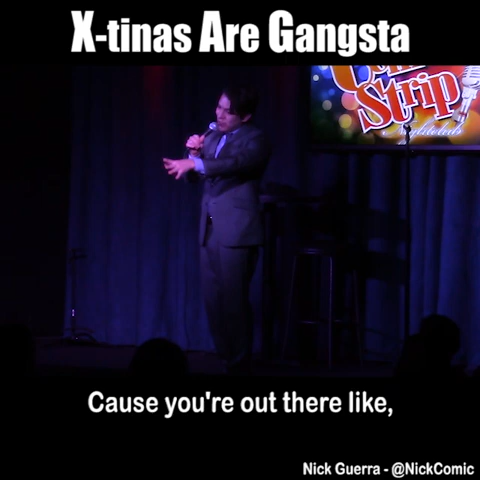 X-tinas Are Gangsta
Strip
Cause you're out there like,
Nick Guerra - @NickComic